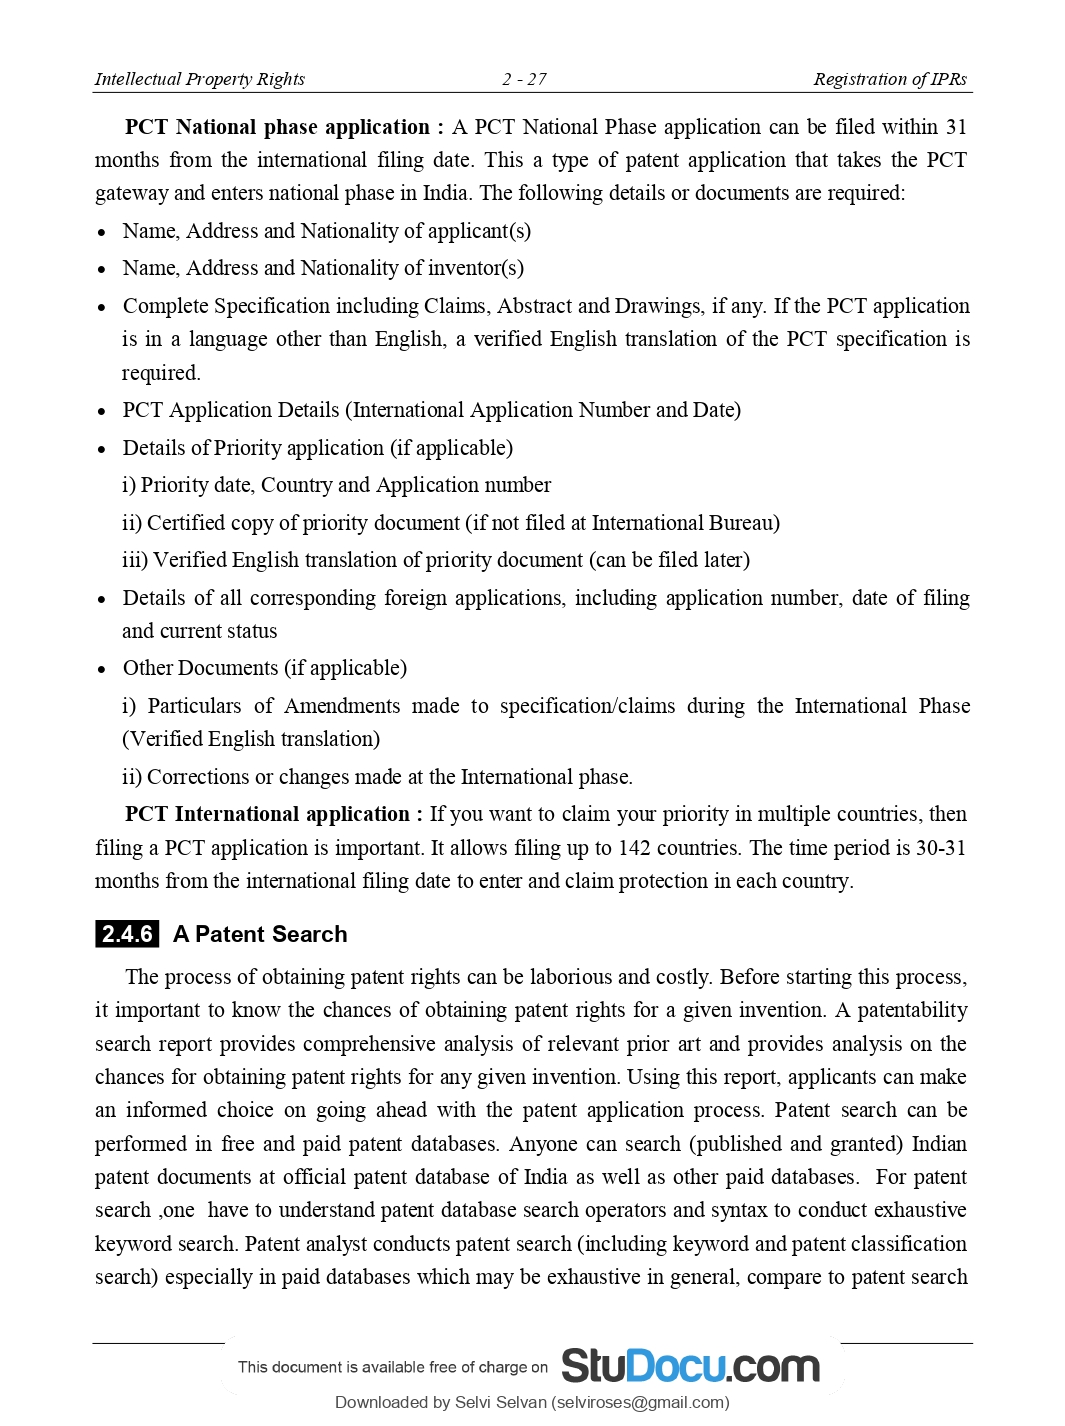 Intellectual Property Rights 2 - 27 Registration of IPRs
PCT National phase application : A PCT National Phase application can be filed within 31
months from the international filing date. This a type of patent application that takes the PCT
gateway and enters national phase in India. The following details or documents are required:
• Name, Address and Nationality of applicant(s)
• Name, Address and Nationality of inventor(s)
• Complete Specification including Claims, Abstract and Drawings, if any. If the PCT application
is in a language other than English, a verified English translation of the PCT specification is
required.
• PCT Application Details (International Application Number and Date)
• Details of Priority application (if applicable)
i) Priority date, Country and Application number
ii) Certified copy of priority document (if not filed at International Bureau)
iii) Verified English translation of priority document (can be filed later)
• Details of all corresponding foreign applications, including application number, date of filing
and current status
• Other Documents (if applicable)
i) Particulars of Amendments made to specification/claims during the International Phase
(Verified English translation)
ii) Corrections or changes made at the International phase.
PCT International application : If you want to claim your priority in multiple countries, then
filing a PCT application is important. It allows filing up to 142 countries. The time period is 30-31
months from the international filing date to enter and claim protection in each country.
2.4.6 A Patent Search
The process of obtaining patent rights can be laborious and costly. Before starting this process,
it important to know the chances of obtaining patent rights for a given invention. A patentability
search report provides comprehensive analysis of relevant prior art and provides analysis on the
chances for obtaining patent rights for any given invention. Using this report, applicants can make
an informed choice on going ahead with the patent application process. Patent search can be
performed in free and paid patent databases. Anyone can search (published and granted) Indian
patent documents at official patent database of India as well as other paid databases. For patent
search ,one have to understand patent database search operators and syntax to conduct exhaustive
keyword search. Patent analyst conducts patent search (including keyword and patent classification
search) especially in paid databases which may be exhaustive in general, compare to patent search
This document is available free of charge on StuDocu.com
Downloaded by Selvi Selvan (selviroses@gmail.com)